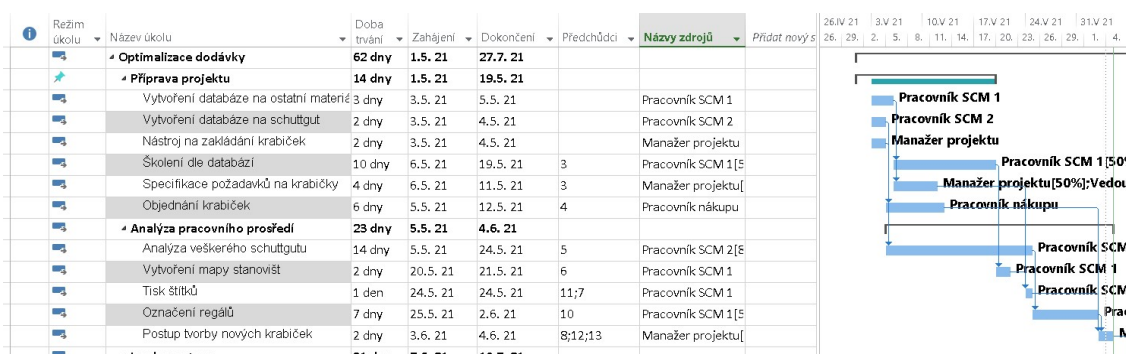 Režim úkolu Název úkolu Doba trvání Zahájení Dokončení Předchůdci Názvy zdrojů Přidat nový s
26.IV 21 3.V 21 10.V 21 17.V 21 24.V 21 31.V 21
26. 29. 2. 5. 8. 11. 14. 17. 20. 23. 26. 29. 1. 4.
Optimalizace dodávky 62 dny 1.5. 21 27.7. 21
Příprava projektu 14 dny 1.5. 21 19.5. 21
Vytvoření databáze na ostatní materiá 3 dny 3.5. 21 5.5. 21 Pracovník SCM 1 Pracovník SCM 1
Vytvoření databáze na schuttgut 2 dny 3.5. 21 4.5. 21 Pracovník SCM 2 Pracovník SCM 2
Nástroj na zakládání krabiček 2 dny 3.5. 21 4.5. 21 Manažer projektu Manažer projektu
Školení dle databází 10 dny 6.5. 21 19.5. 21 3 Pracovník SCM 1[5 Pracovník SCM 1[50%
Specifikace požadavků na krabičky 4 dny 6.5. 21 11.5. 21 3 Manažer projektu[ Manažer projektu[50%];Vedou
Objednání krabiček 6 dny 5.5. 21 12.5. 21 4 Pracovník nákupu Pracovník nákupu
Analýza pracovního prostředí 23 dny 5.5. 21 4.6. 21
Analýza veškerého schuttgutu 14 dny 5.5. 21 24.5. 21 5 Pracovník SCM 2[8 Pracovník SCM
Vytvoření mapy stanovišt 2 dny 20.5. 21 21.5. 21 6 Pracovník SCM 1 Pracovník SCM 1
Tisk štítků 1 den 24.5. 21 24.5. 21 11;7 Pracovník SCM 1 Pracovník SCM
Označení regálů 7 dny 25.5. 21 2.6. 21 10 Pracovník SCM 1[5 Prac
Postup tvorby nových krabiček 2 dny 3.6. 21 4.6. 21 8;12;13 Manažer projektu[ M